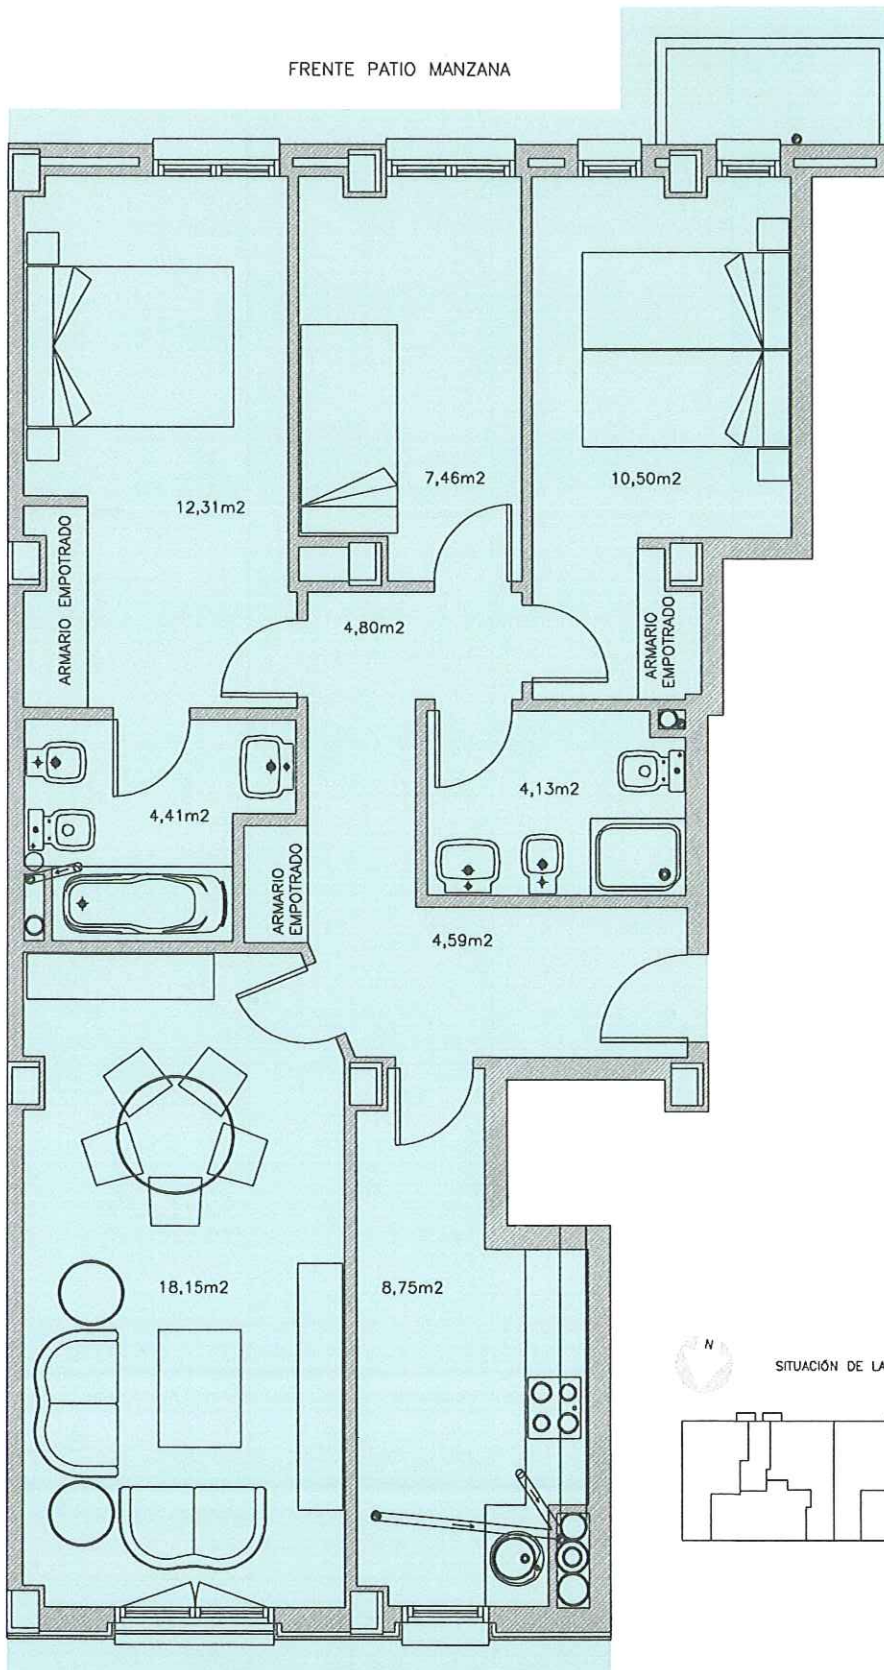 FRENTE PATIO MANZANA
12,31m2
7,46m2
10,50m2
ARMARIO EMPOTRADO
4,80m2
ARMARIO
EMPOTRADO
4,41m2
4,13m2
ARMARIO
EMPOTRADO
4,59m2
18,15m2
8,75m2
N
SITUACIÓN DE LA